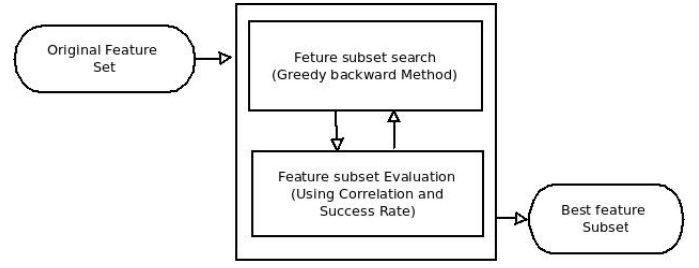 Original Feature
Set
Feture subset search
(Greedy backward Method)
Feature subset Evaluation
(Using Correlation and
Success Rate)
Best feature
Subset